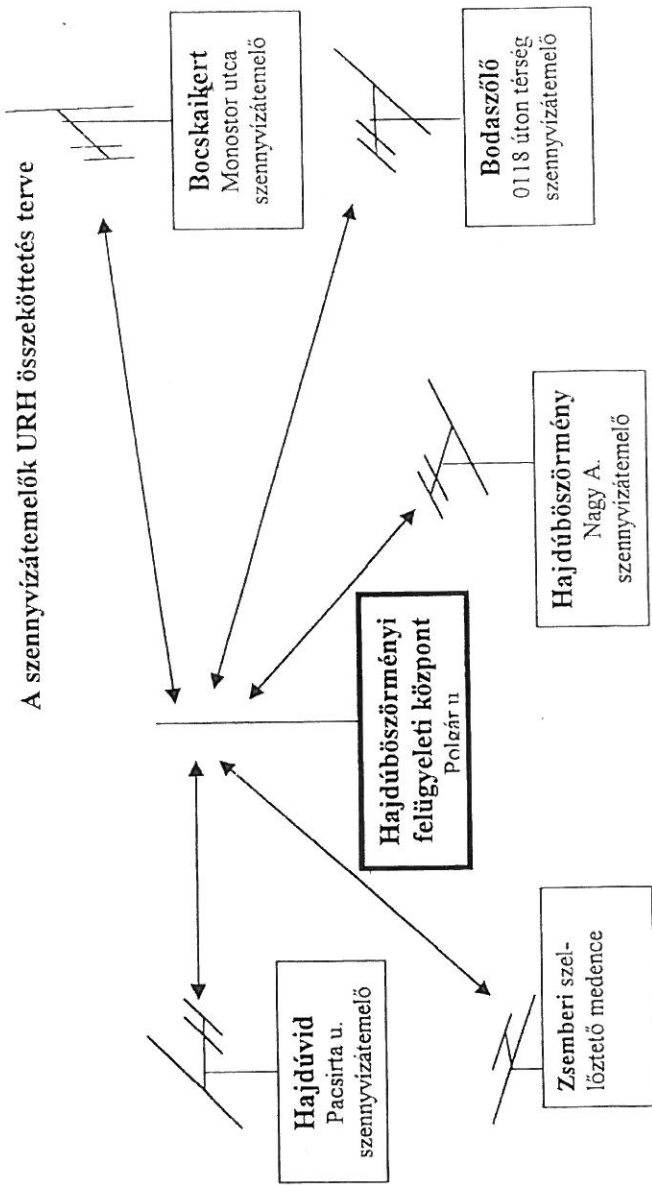 A szennyvízátemelők URH összeköttetés terve
Bocskaikert
Monostor utca
szennyvízátemelő
Bodaszőlő
0118 úton térség
szennyvízátemelő
Hajdúböszörmény
Nagy A.
szennyvízátemelő
Hajdúböszörményi
felügyeleti központ
Polgár u
Hajdúvid
Pacsirta u.
szennyvízátemelő
Zsemberi szel-
lőztető medence